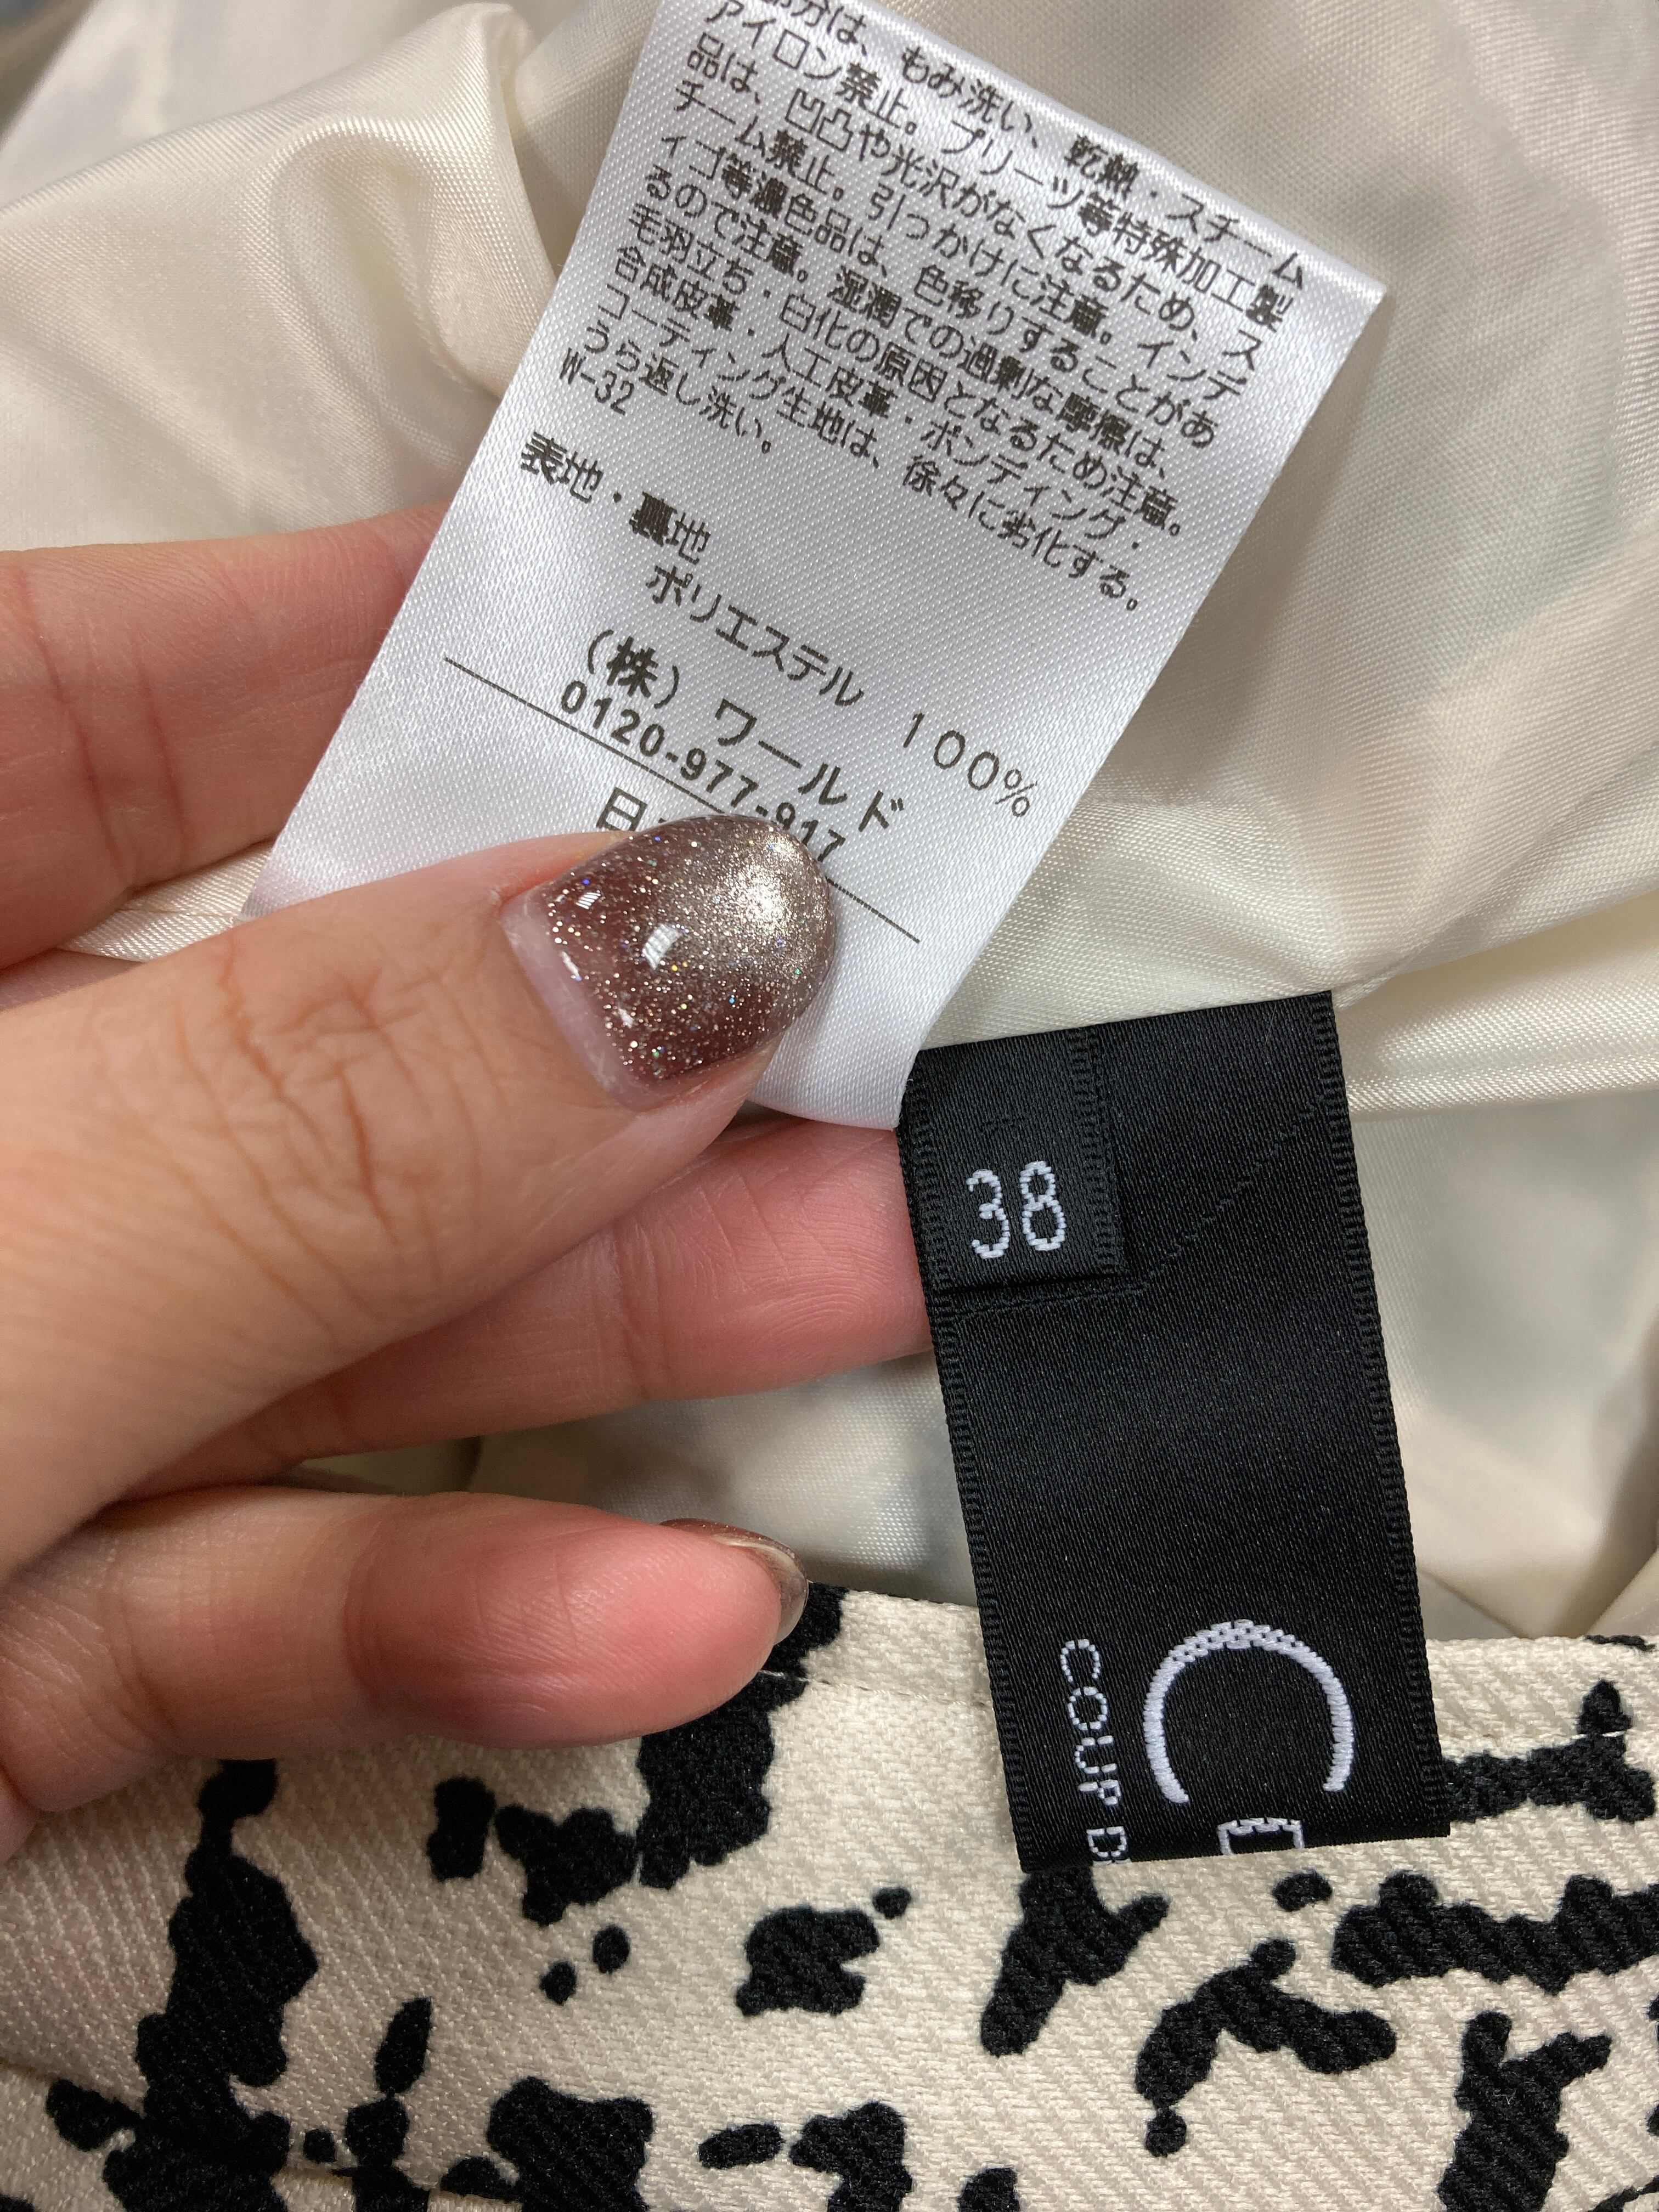 部分は、もみ洗い、乾熱・スチーム
アイロン禁止。プリーツ等特殊加工製
品は、凹凸や光沢がなくなるため、ス
チーム禁止。引っかけに注意。インデ
ィゴ等濃色品は、色移りすることがあ
るので注意。湿潤での過剰な摩擦は、
毛羽立ち・白化の原因となるため注意。
合成皮革・人工皮革・ボンディング・
コーティング生地は、徐々に劣化する。
うら返し洗い。
W-32
表地・裏地
ポリエステル 100%
(株)ワールド
0120-977-917
日
38
C
COUP D